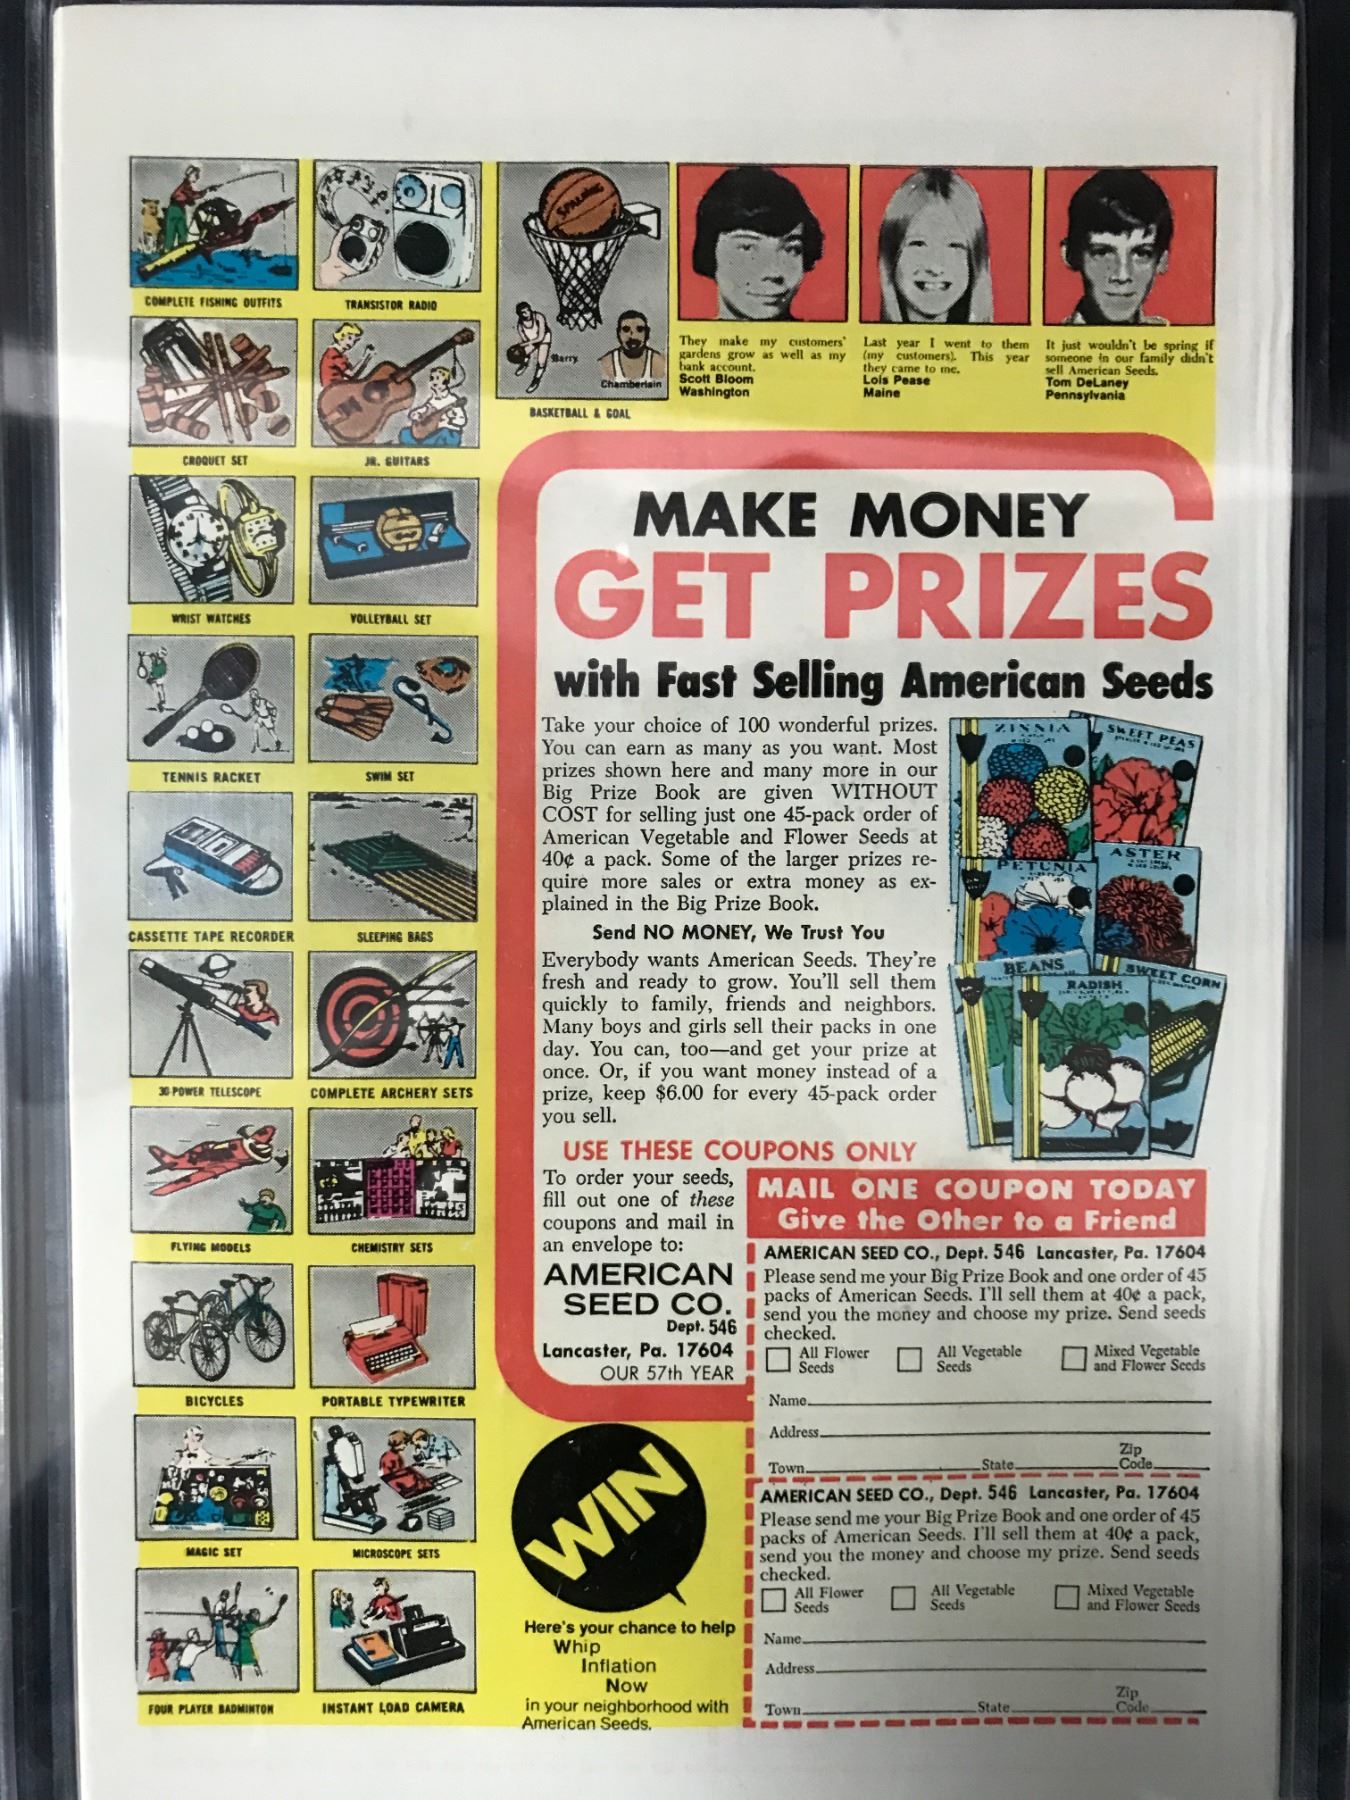 COMPLETE FISHING OUTFITS
TRANSISTOR RADIO
CROQUET SET
JR. GUITARS
WRIST WATCHES
VOLLEYBALL SET
TENNIS RACKET
SWIM SET
CASSETTE TAPE RECORDER
SLEEPING BAGS
30-POWER TELESCOPE
COMPLETE ARCHERY SETS
FLYING MODELS
CHEMISTRY SETS
BICYCLES
PORTABLE TYPEWRITER
MAGIC SET
MICROSCOPE SETS
FOUR PLAYER BADMINTON
INSTANT LOAD CAMERA
SPALDING
Barry
Chamberlain
BASKETBALL & GOAL
They make my customers'
gardens grow as well as my
bank account.
Scott Bloom
Washington
Last year I went to them
(my customers). This year
they came to me.
Lois Pease
Maine
It just wouldn't be spring if
someone in our family didn't
sell American Seeds.
Tom DeLaney
Pennsylvania
MAKE MONEY
GET PRIZES
with Fast Selling American Seeds
Take your choice of 100 wonderful prizes.
You can earn as many as you want. Most
prizes shown here and many more in our
Big Prize Book are given WITHOUT
COST for selling just one 45-pack order of
American Vegetable and Flower Seeds at
40¢ a pack. Some of the larger prizes re-
quire more sales or extra money as ex-
plained in the Big Prize Book.
Send NO MONEY, We Trust You
Everybody wants American Seeds. They're
fresh and ready to grow. You'll sell them
quickly to family, friends and neighbors.
Many boys and girls sell their packs in one
day. You can, too—and get your prize at
once. Or, if you want money instead of a
prize, keep $6.00 for every 45-pack order
you sell.
ZINNIA
SWEET PEAS
PETUNIA
ASTER
BEANS
RADISH
SWEET CORN
USE THESE COUPONS ONLY
To order your seeds,
fill out one of these
coupons and mail in
an envelope to:
AMERICAN
SEED CO.
Dept. 546
Lancaster, Pa. 17604
OUR 57th YEAR
WIN
Here's your chance to help
Whip
Inflation
Now
in your neighborhood with
American Seeds.
MAIL ONE COUPON TODAY
Give the Other to a Friend
AMERICAN SEED CO., Dept. 546 Lancaster, Pa. 17604
Please send me your Big Prize Book and one order of 45
packs of American Seeds. I'll sell them at 40¢ a pack,
send you the money and choose my prize. Send seeds
checked.
All Flower All Vegetable Mixed Vegetable
Seeds Seeds and Flower Seeds
Name
Address
Zip
Town State Code
AMERICAN SEED CO., Dept. 546 Lancaster, Pa. 17604
Please send me your Big Prize Book and one order of 45
packs of American Seeds. I'll sell them at 40¢ a pack,
send you the money and choose my prize. Send seeds
checked.
All Flower All Vegetable Mixed Vegetable
Seeds Seeds and Flower Seeds
Name
Address
Zip
Town State Code